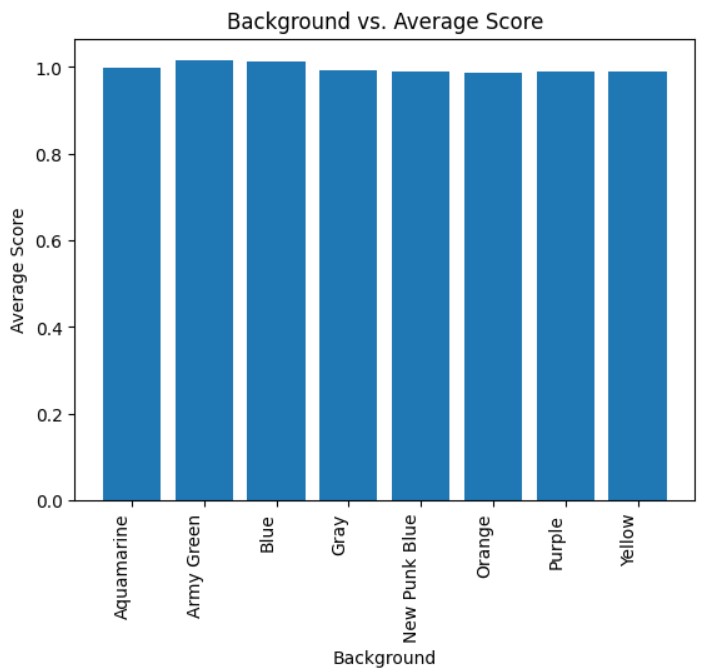 Background vs. Average Score
Average Score
1.0
0.8
0.6
0.4
0.2
0.0
Aquamarine
Army Green
Blue
Gray
New Punk Blue
Orange
Purple
Yellow
Background